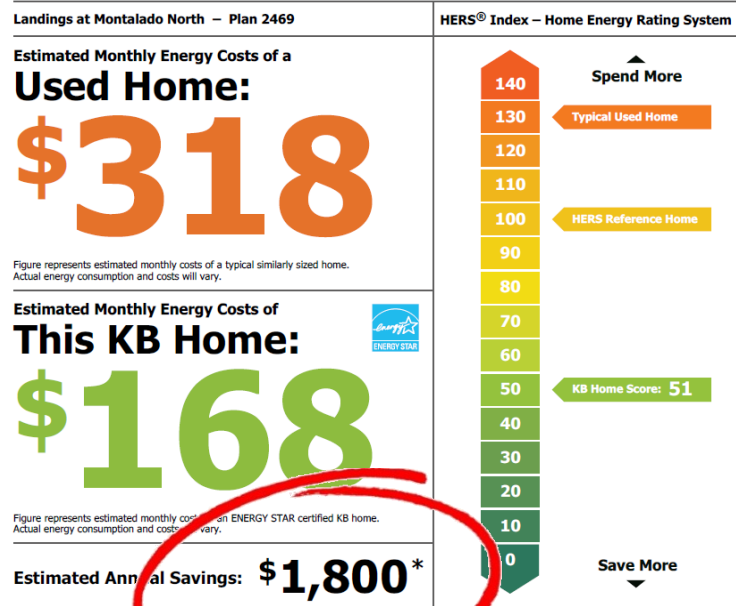 Landings at Montalado North – Plan 2469
Estimated Monthly Energy Costs of a
Used Home:
$318
Figure represents estimated monthly costs of a typical similarly sized home.
Actual energy consumption and costs will vary.
Estimated Monthly Energy Costs of
This KB Home:
energy
ENERGY STAR
$168
Figure represents estimated monthly an ENERGY STAR certified KB home.
Actual energy consumption and vary.
Estimated Annual Savings: $1,800*
HERS® Index – Home Energy Rating System
Spend More
140
130 Typical Used Home
120
110
100 HERS Reference Home
90
80
70
60
50 KB Home Score: 51
40
30
20
10
0
Save More